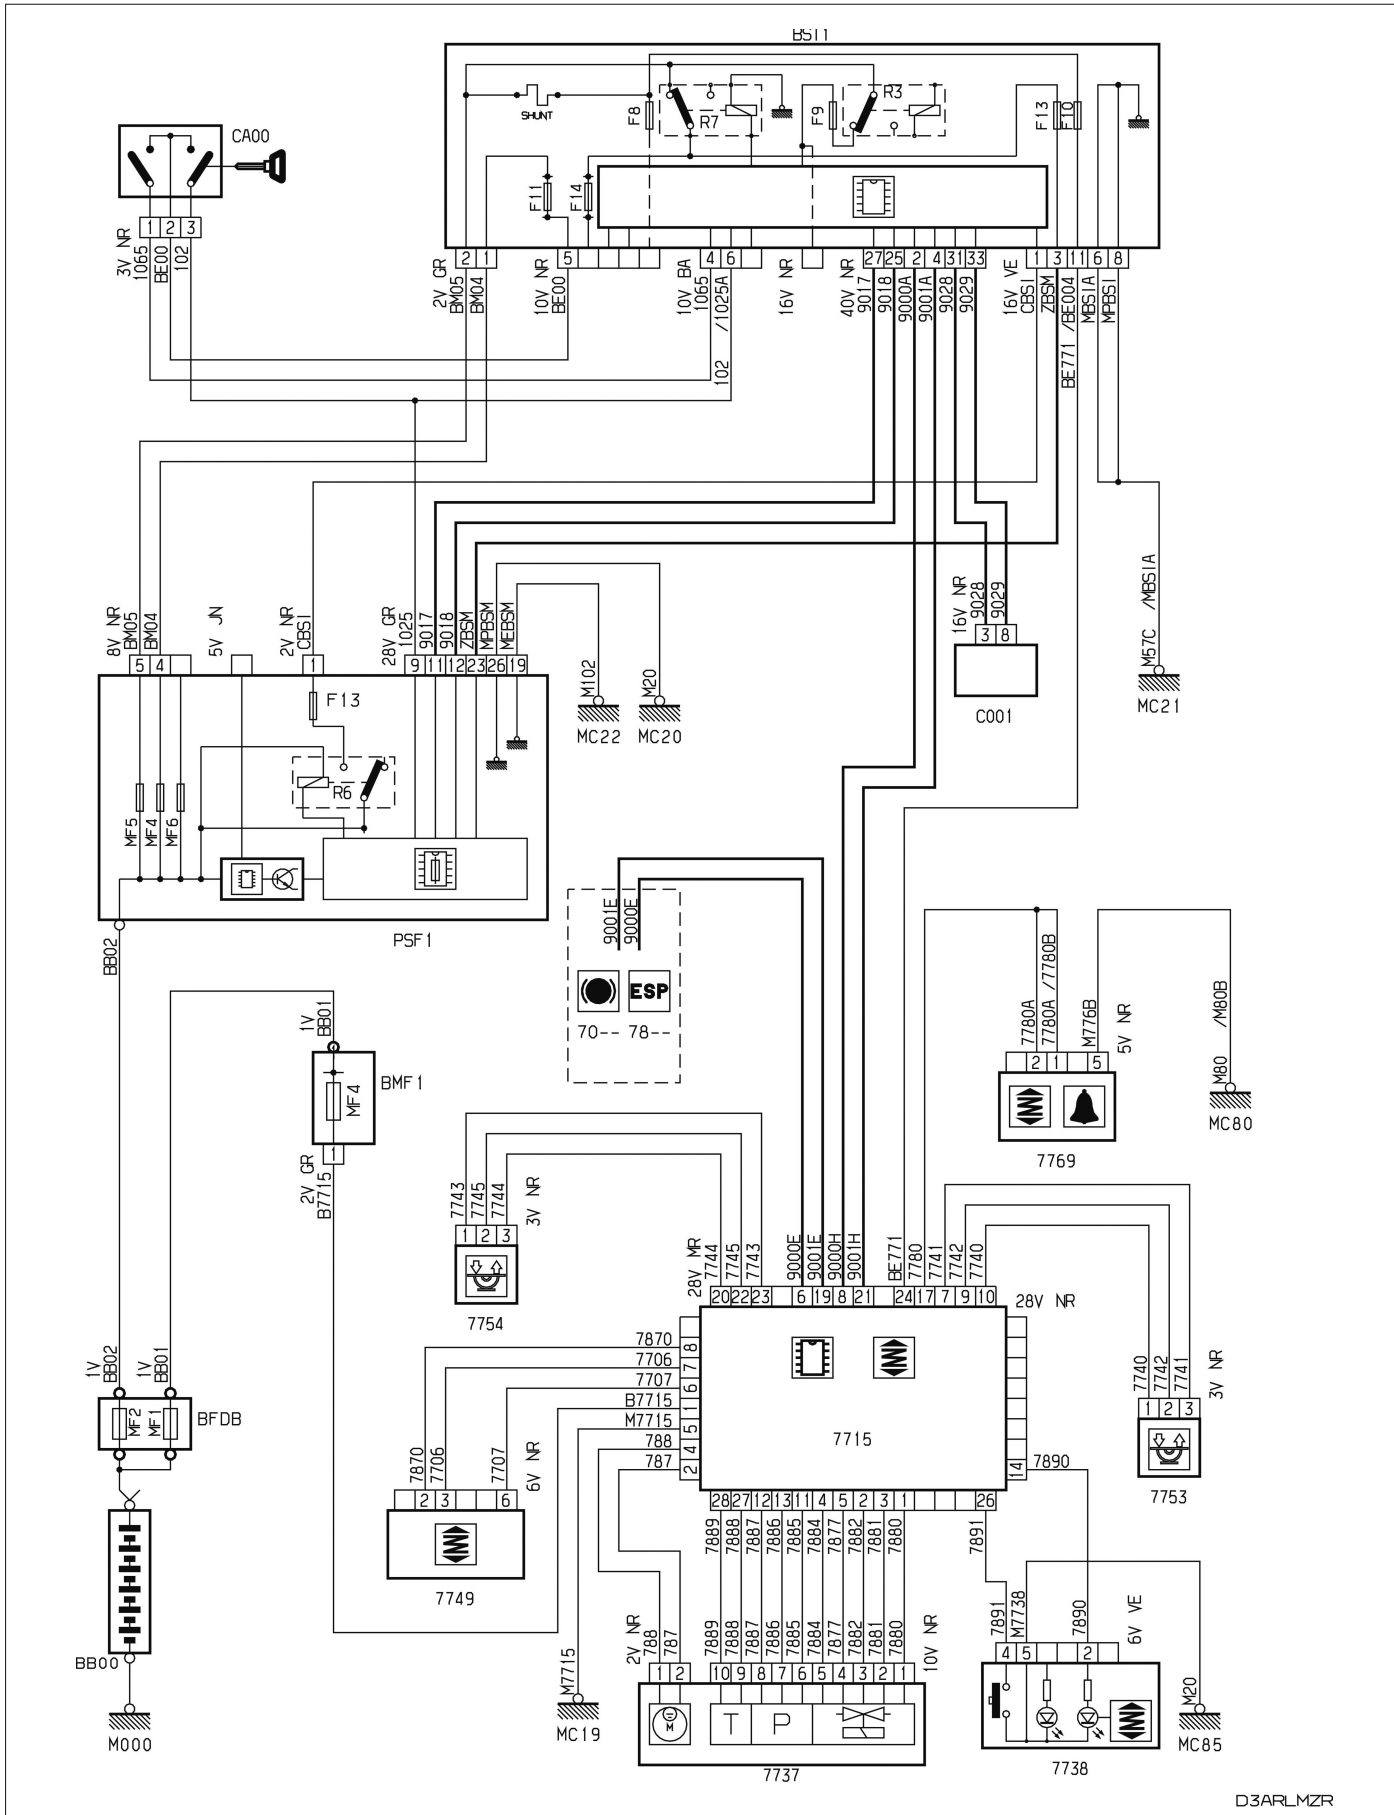 BSI1
SHUNT
F8
R7
F9
R3
F13
F10
F11
F14
CA00
1 2 3
3V NR
1065
BE00
102
2 1
2V GR
BM05
BM04
5
10V NR
BE00
4 6
10V BA
1065
102 /1025A
16V NR
27 25 2 4 31 33
40V NR
9017
9018
9000A
9001A
9028
9029
1 3 11 6 8
16V VE
CBSI
ZBSM
BE771 /BE004
MBSIA
MPBSI
8V NR
BM05
BM04
5V JN
2V NR
CBSI
28V GR
1025
9017
9018
ZBSM
MPBSM
MEBSM
5 4
1
9 11 12 23 26 19
F13
R6
MF5
MF4
MF6
PSF1
M102
MC22
M20
MC20
16V NR
9028
9029
3 8
C001
M57C /MBSIA
MC21
BB02
9001E
9000E
ESP
70-- 78--
1V
BB01
MF4
BMF1
1
2V GR
B7715
7780A
7780A /7780B
M776B
5V NR
2 1 5
7769
M80 /M80B
MC80
7743
7745
7744
3V NR
1 2 3
7754
28V MR
7744
7745
7743
9000E
9001E
9000H
9001H
BE771
7780
7741
7742
7740
20 22 23 6 19 8 21 24 17 7 9 10
28V NR
7870
8
7706
7
7707
6
B7715
1
M7715
5
788
4
787
2
7715
14
7890
7740
7742
7741
3V NR
1 2 3
7753
1V
BB02
1V
BB01
MF2
MF1
BFDB
BB00
M000
7870
7706
7707
6V NR
2 3 6
7749
28 27 12 13 11 4 5 2 3 1 26
7889
7888
7887
7886
7885
7884
7877
7882
7881
7880
7891
M7715
MC19
2V NR
788
787
1 2
7889
7888
7887
7886
7885
7884
7877
7882
7881
7880
10V NR
10 9 8 7 6 5 4 3 2 1
M
T
P
7737
7891
M7738
7890
6V VE
4 5 2
7738
M20
MC85
D3ARLMZR